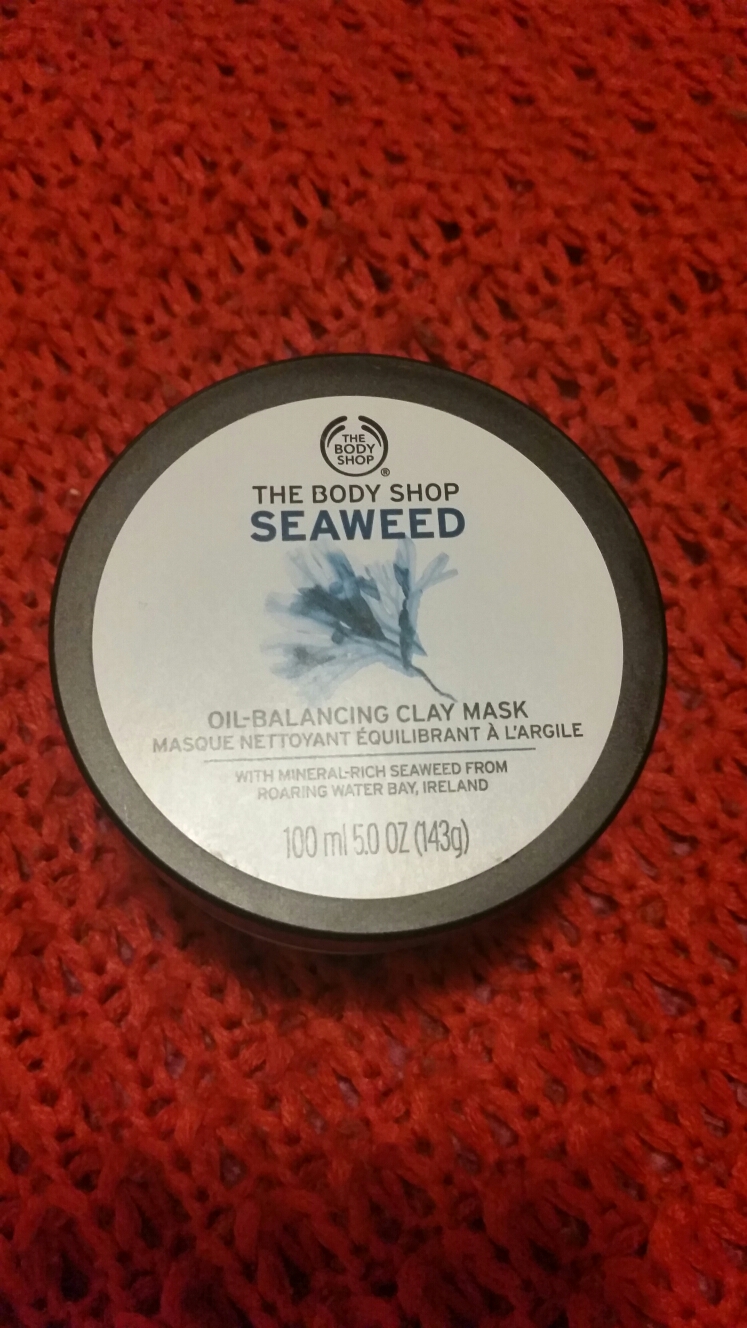 THE
BODY
SHOP
®
THE BODY SHOP
SEAWEED
OIL-BALANCING CLAY MASK
MASQUE NETTOYANT ÉQUILIBRANT À L'ARGILE
WITH MINERAL-RICH SEAWEED FROM
ROARING WATER BAY, IRELAND
100 ml 5.0 OZ (143g)